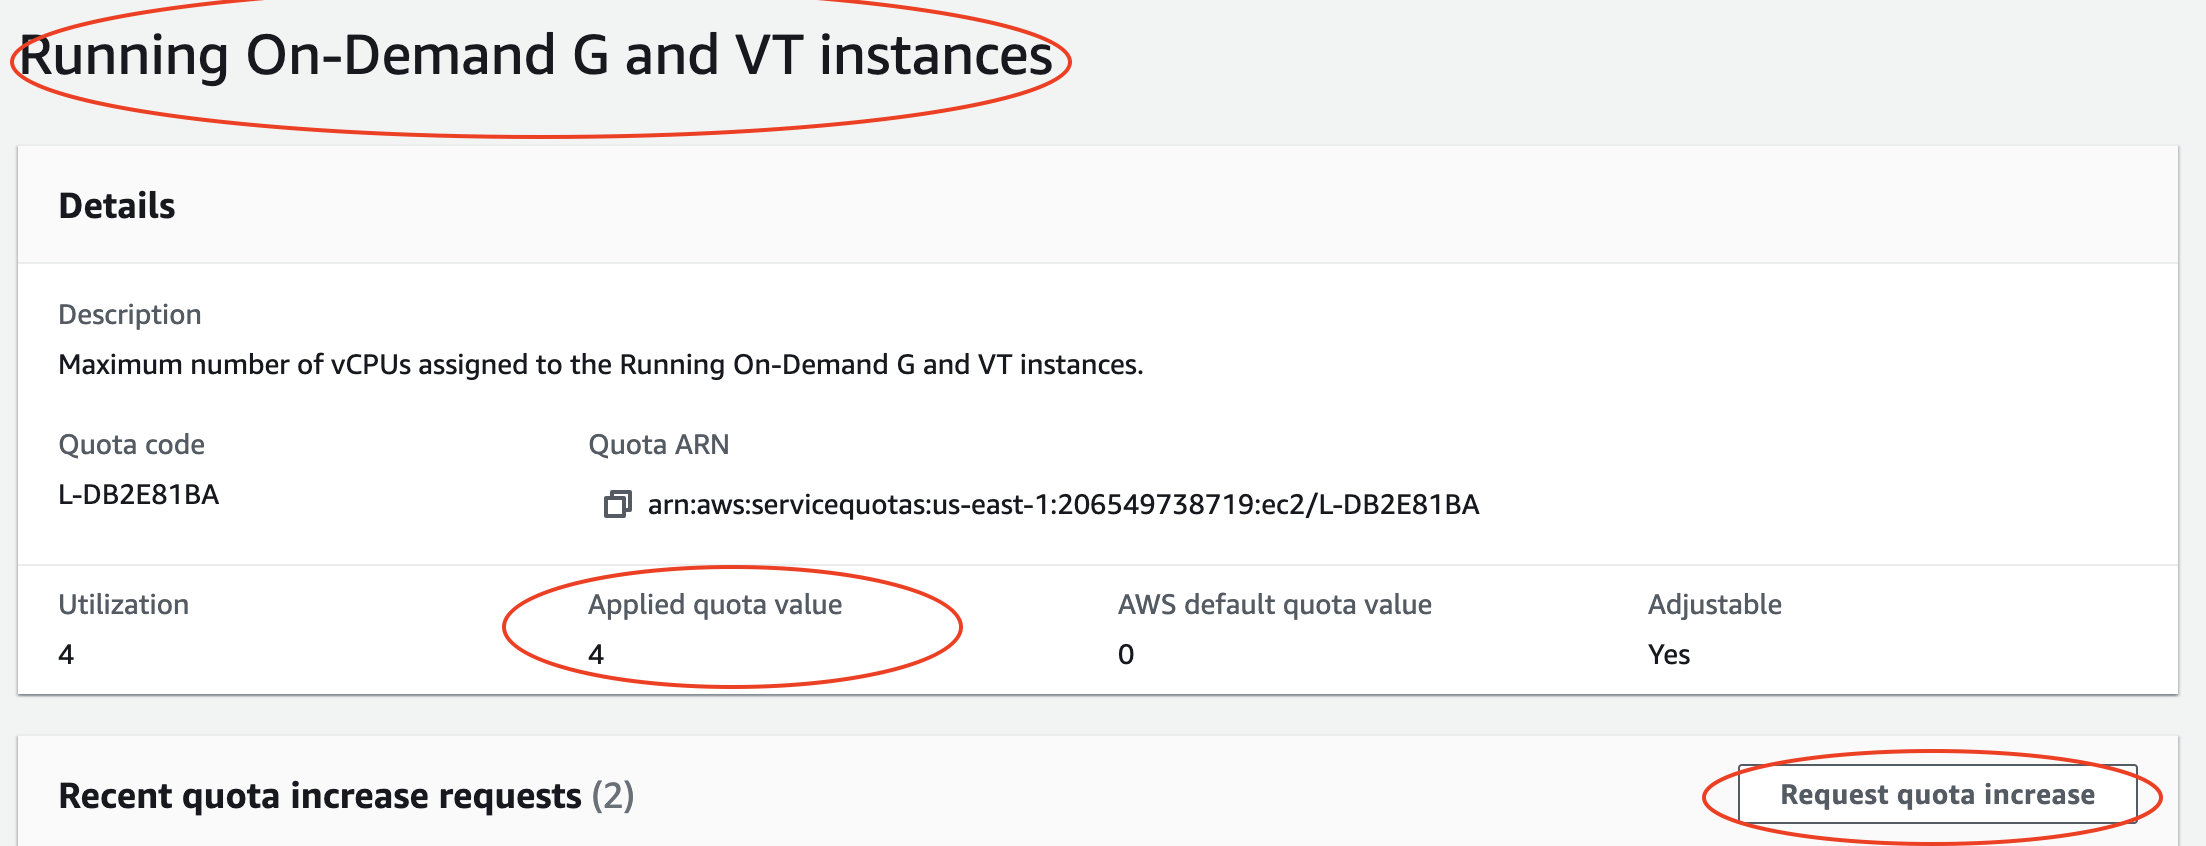 Running On-Demand G and VT instances
Details
Description
Maximum number of vCPUs assigned to the Running On-Demand G and VT instances.
Quota code
Quota ARN
L-DB2E81BA
arn:aws:servicequotas:us-east-1:206549738719:ec2/L-DB2E81BA
Utilization
Applied quota value
AWS default quota value
Adjustable
4
4
0
Yes
Recent quota increase requests (2)
Request quota increase